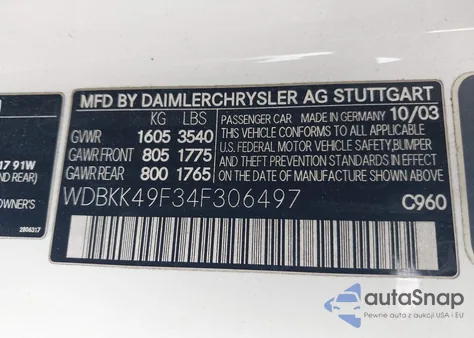 MFD BY DAIMLERCHRYSLER AG STUTTGART
KG LBS
GVWR 1605 3540
GAWR FRONT 805 1775
GAWR REAR 800 1765
PASSENGER CAR MADE IN GERMANY 10/03
THIS VEHICLE CONFORMS TO ALL APPLICABLE
U.S. FEDERAL MOTOR VEHICLE SAFETY, BUMPER
AND THEFT PREVENTION STANDARDS IN EFFECT
ON THE DATE OF MANUFACTURE SHOWN ABOVE.
WDBKK49F34F306497 C960
17 91W
ND REAR)
OWNER'S
2806317
autoSnap
Pewne auta z aukcji USA i EU